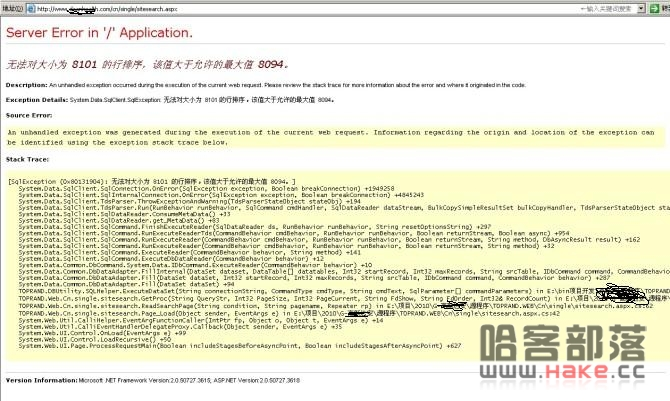 地址(D)
http://www.
health.com/cn/single/sitesearch.aspx
←输入关键词搜索
转到
Server Error in '/' Application.
无法对大小为 8101 的行排序，该值大于允许的最大值 8094。
Description: An unhandled exception occurred during the execution of the current web request. Please review the stack trace for more information about the error and where it originated in the code.
Exception Details: System.Data.SqlClient.SqlException: 无法对大小为 8101 的行排序，该值大于允许的最大值 8094。
Source Error:
An unhandled exception was generated during the execution of the current web request. Information regarding the origin and location of the exception can
be identified using the exception stack trace below.
Stack Trace:
[SqlException (0x80131904): 无法对大小为 8101 的行排序，该值大于允许的最大值 8094。]
System.Data.SqlClient.SqlConnection.OnError(SqlException exception, Boolean breakConnection) +1949258
System.Data.SqlClient.SqlInternalConnection.OnError(SqlException exception, Boolean breakConnection) +4845243
System.Data.SqlClient.TdsParser.ThrowExceptionAndWarning(TdsParserStateObject stateObj) +194
System.Data.SqlClient.TdsParser.Run(RunBehavior runBehavior, SqlCommand cmdHandler, SqlDataReader dataStream, BulkCopySimpleResultSet bulkCopyHandler, TdsParserStateObject sta
System.Data.SqlClient.SqlDataReader.ConsumeMetaData() +33
System.Data.SqlClient.SqlDataReader.get_MetaData() +83
System.Data.SqlClient.SqlCommand.FinishExecuteReader(SqlDataReader ds, RunBehavior runBehavior, String resetOptionsString) +297
System.Data.SqlClient.SqlCommand.RunExecuteReaderTds(CommandBehavior cmdBehavior, RunBehavior runBehavior, Boolean returnStream, Boolean async) +954
System.Data.SqlClient.SqlCommand.RunExecuteReader(CommandBehavior cmdBehavior, RunBehavior runBehavior, Boolean returnStream, String method, DbAsyncResult result) +162
System.Data.SqlClient.SqlCommand.RunExecuteReader(CommandBehavior cmdBehavior, RunBehavior runBehavior, Boolean returnStream, String method) +32
System.Data.SqlClient.SqlCommand.ExecuteReader(CommandBehavior behavior, String method) +141
System.Data.SqlClient.SqlCommand.ExecuteDbDataReader(CommandBehavior behavior) +12
System.Data.Common.DbCommand.System.Data.IDbCommand.ExecuteReader(CommandBehavior behavior) +10
System.Data.Common.DbDataAdapter.FillInternal(DataSet dataset, DataTable[] datatables, Int32 startRecord, Int32 maxRecords, String srcTable, IDbCommand command, CommandBehavio
System.Data.Common.DbDataAdapter.Fill(DataSet dataSet, Int32 startRecord, Int32 maxRecords, String srcTable, IDbCommand command, CommandBehavior behavior) +287
System.Data.Common.DbDataAdapter.Fill(DataSet dataSet) +94
TOPRAND.DBUtility.SQLHelper.ExecuteDataSet(String connectionString, CommandType cmdType, String cmdText, SqlParameter[] commandParameters) in E:\bin项目开发
TOPRAND.Web.Cn.single.sitesearch.GetProc(String QueryStr, Int32 PageSize, Int32 PageCurrent, String FdShow, String FdOrder, Int32& RecordCount) in E:\项目\2010\
TOPRAND.Web.Cn.single.sitesearch.ReadSearchPage(String condition, String pagename, Repeater rp) in E:\项目\2010\G 源程序\TOPRAND.WEB\Cn\single\sitesearch.aspx.cs:62
TOPRAND.Web.Cn.single.sitesearch.Page_Load(Object sender, EventArgs e) in E:\项目\2010\G 源程序\TOPRAND.WEB\Cn\single\sitesearch.aspx.cs:42
System.Web.Util.CalliHelper.EventArgFunctionCaller(IntPtr fp, Object o, Object t, EventArgs e) +14
System.Web.Util.CalliEventHandlerDelegateProxy.Callback(Object sender, EventArgs e) +35
System.Web.UI.Control.OnLoad(EventArgs e) +99
System.Web.UI.Control.LoadRecursive() +50
System.Web.UI.Page.ProcessRequestMain(Boolean includeStagesBeforeAsyncPoint, Boolean includeStagesAfterAsyncPoint) +627
哈客部落
www.Hake.cc
Version Information: Microsoft .NET Framework Version:2.0.50727.3615; ASP.NET Version:2.0.50727.3618